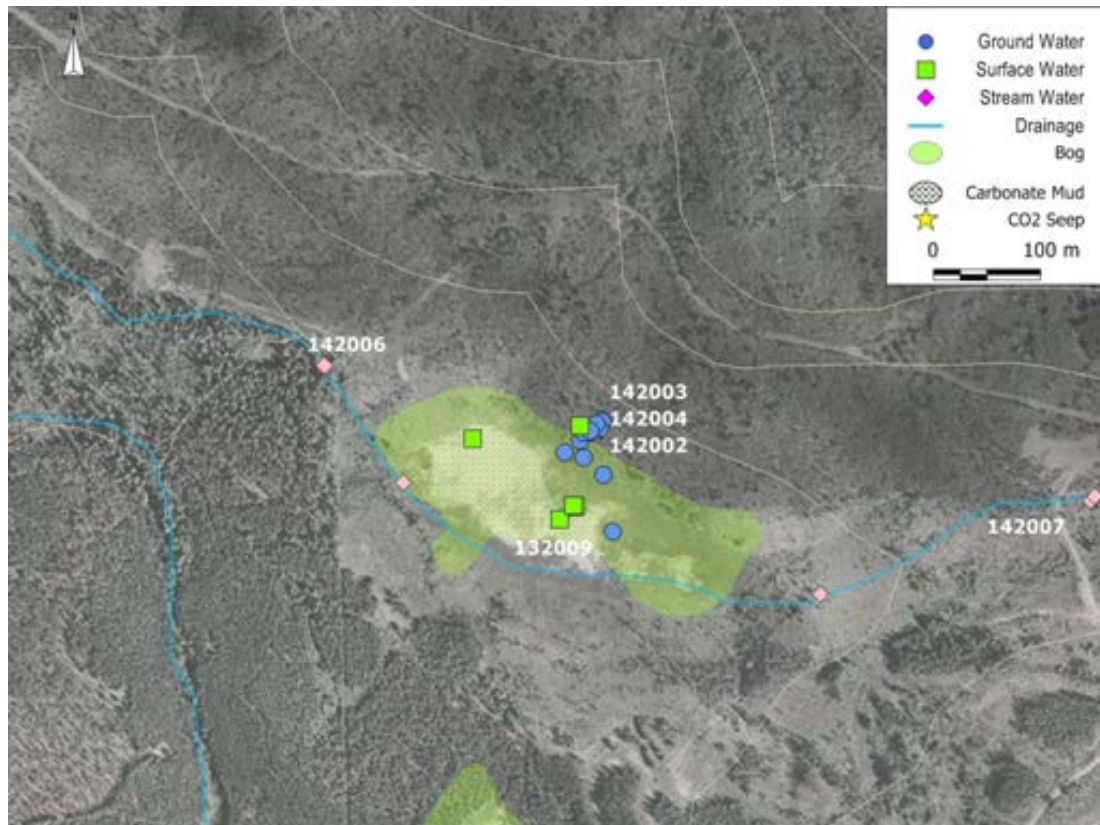 N
Ground Water
Surface Water
Stream Water
Drainage
Bog
Carbonate Mud
CO2 Seep
0 100 m
142006
142003
142004
142002
132009
142007